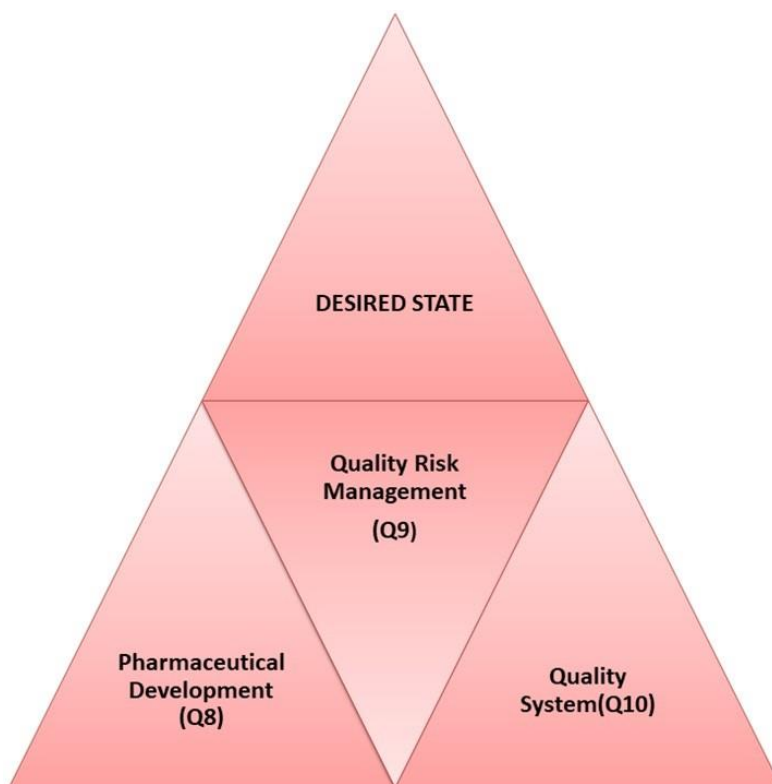 DESIRED STATE
Quality Risk
Management
(Q9)
Pharmaceutical
Development
(Q8)
Quality
System(Q10)